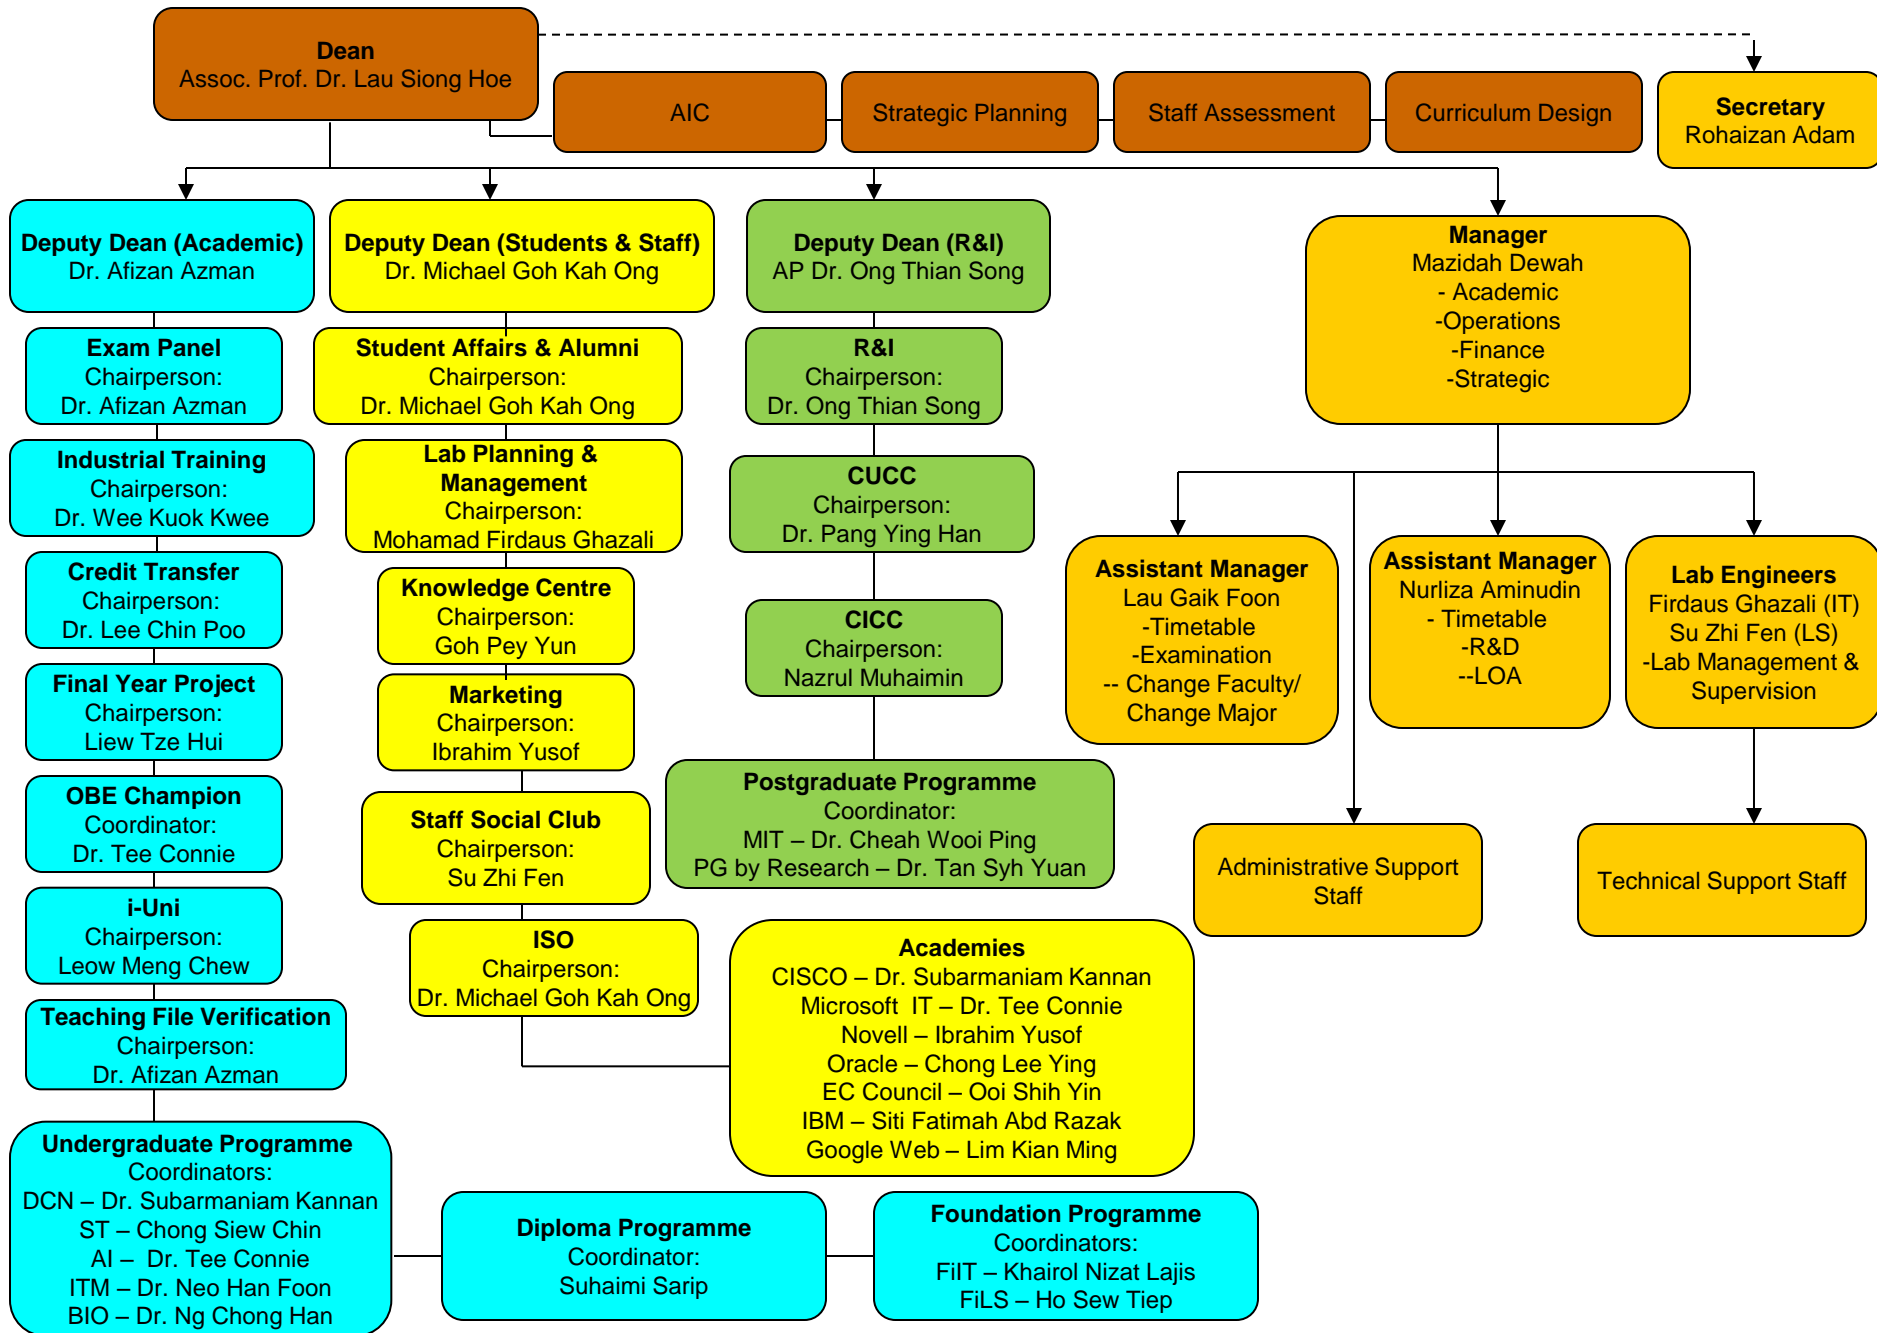 Dean
Assoc. Prof. Dr. Lau Siong Hoe
AIC
Strategic Planning
Staff Assessment
Curriculum Design
Secretary
Rohaizan Adam
Deputy Dean (Academic)
Dr. Afizan Azman
Deputy Dean (Students & Staff)
Dr. Michael Goh Kah Ong
Deputy Dean (R&I)
AP Dr. Ong Thian Song
Manager
Mazidah Dewah
- Academic
-Operations
-Finance
-Strategic
Exam Panel
Chairperson:
Dr. Afizan Azman
Industrial Training
Chairperson:
Dr. Wee Kuok Kwee
Credit Transfer
Chairperson:
Dr. Lee Chin Poo
Final Year Project
Chairperson:
Liew Tze Hui
OBE Champion
Coordinator:
Dr. Tee Connie
i-Uni
Chairperson:
Leow Meng Chew
Teaching File Verification
Chairperson:
Dr. Afizan Azman
Undergraduate Programme
Coordinators:
DCN – Dr. Subarmaniam Kannan
ST – Chong Siew Chin
AI – Dr. Tee Connie
ITM – Dr. Neo Han Foon
BIO – Dr. Ng Chong Han
Diploma Programme
Coordinator:
Suhaimi Sarip
Foundation Programme
Coordinators:
FiIT – Khairol Nizat Lajis
FiLS – Ho Sew Tiep
Student Affairs & Alumni
Chairperson:
Dr. Michael Goh Kah Ong
Lab Planning &
Management
Chairperson:
Mohamad Firdaus Ghazali
Knowledge Centre
Chairperson:
Goh Pey Yun
Marketing
Chairperson:
Ibrahim Yusof
Staff Social Club
Chairperson:
Su Zhi Fen
ISO
Chairperson:
Dr. Michael Goh Kah Ong
Academies
CISCO – Dr. Subarmaniam Kannan
Microsoft IT – Dr. Tee Connie
Novell – Ibrahim Yusof
Oracle – Chong Lee Ying
EC Council – Ooi Shih Yin
IBM – Siti Fatimah Abd Razak
Google Web – Lim Kian Ming
R&I
Chairperson:
Dr. Ong Thian Song
CUCC
Chairperson:
Dr. Pang Ying Han
CICC
Chairperson:
Nazrul Muhaimin
Postgraduate Programme
Coordinator:
MIT – Dr. Cheah Wooi Ping
PG by Research – Dr. Tan Syh Yuan
Assistant Manager
Lau Gaik Foon
-Timetable
-Examination
-- Change Faculty/
Change Major
Assistant Manager
Nurliza Aminudin
- Timetable
-R&D
--LOA
Lab Engineers
Firdaus Ghazali (IT)
Su Zhi Fen (LS)
-Lab Management &
Supervision
Administrative Support
Staff
Technical Support Staff